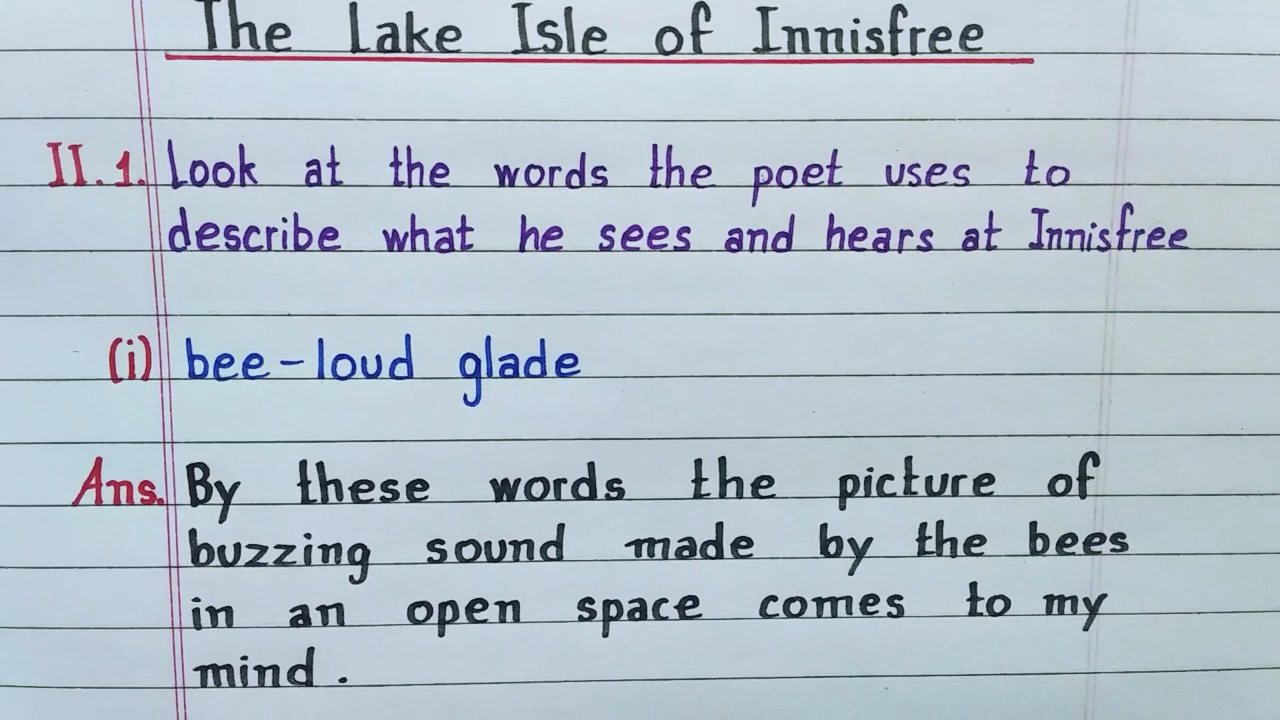 The Lake Isle of Innisfree
II. 1. Look at the words the poet uses to
describe what he sees and hears at Innisfree
(i) bee-loud glade
Ans. By these words the picture of
buzzing sound made by the bees
in an open space comes to my
mind.